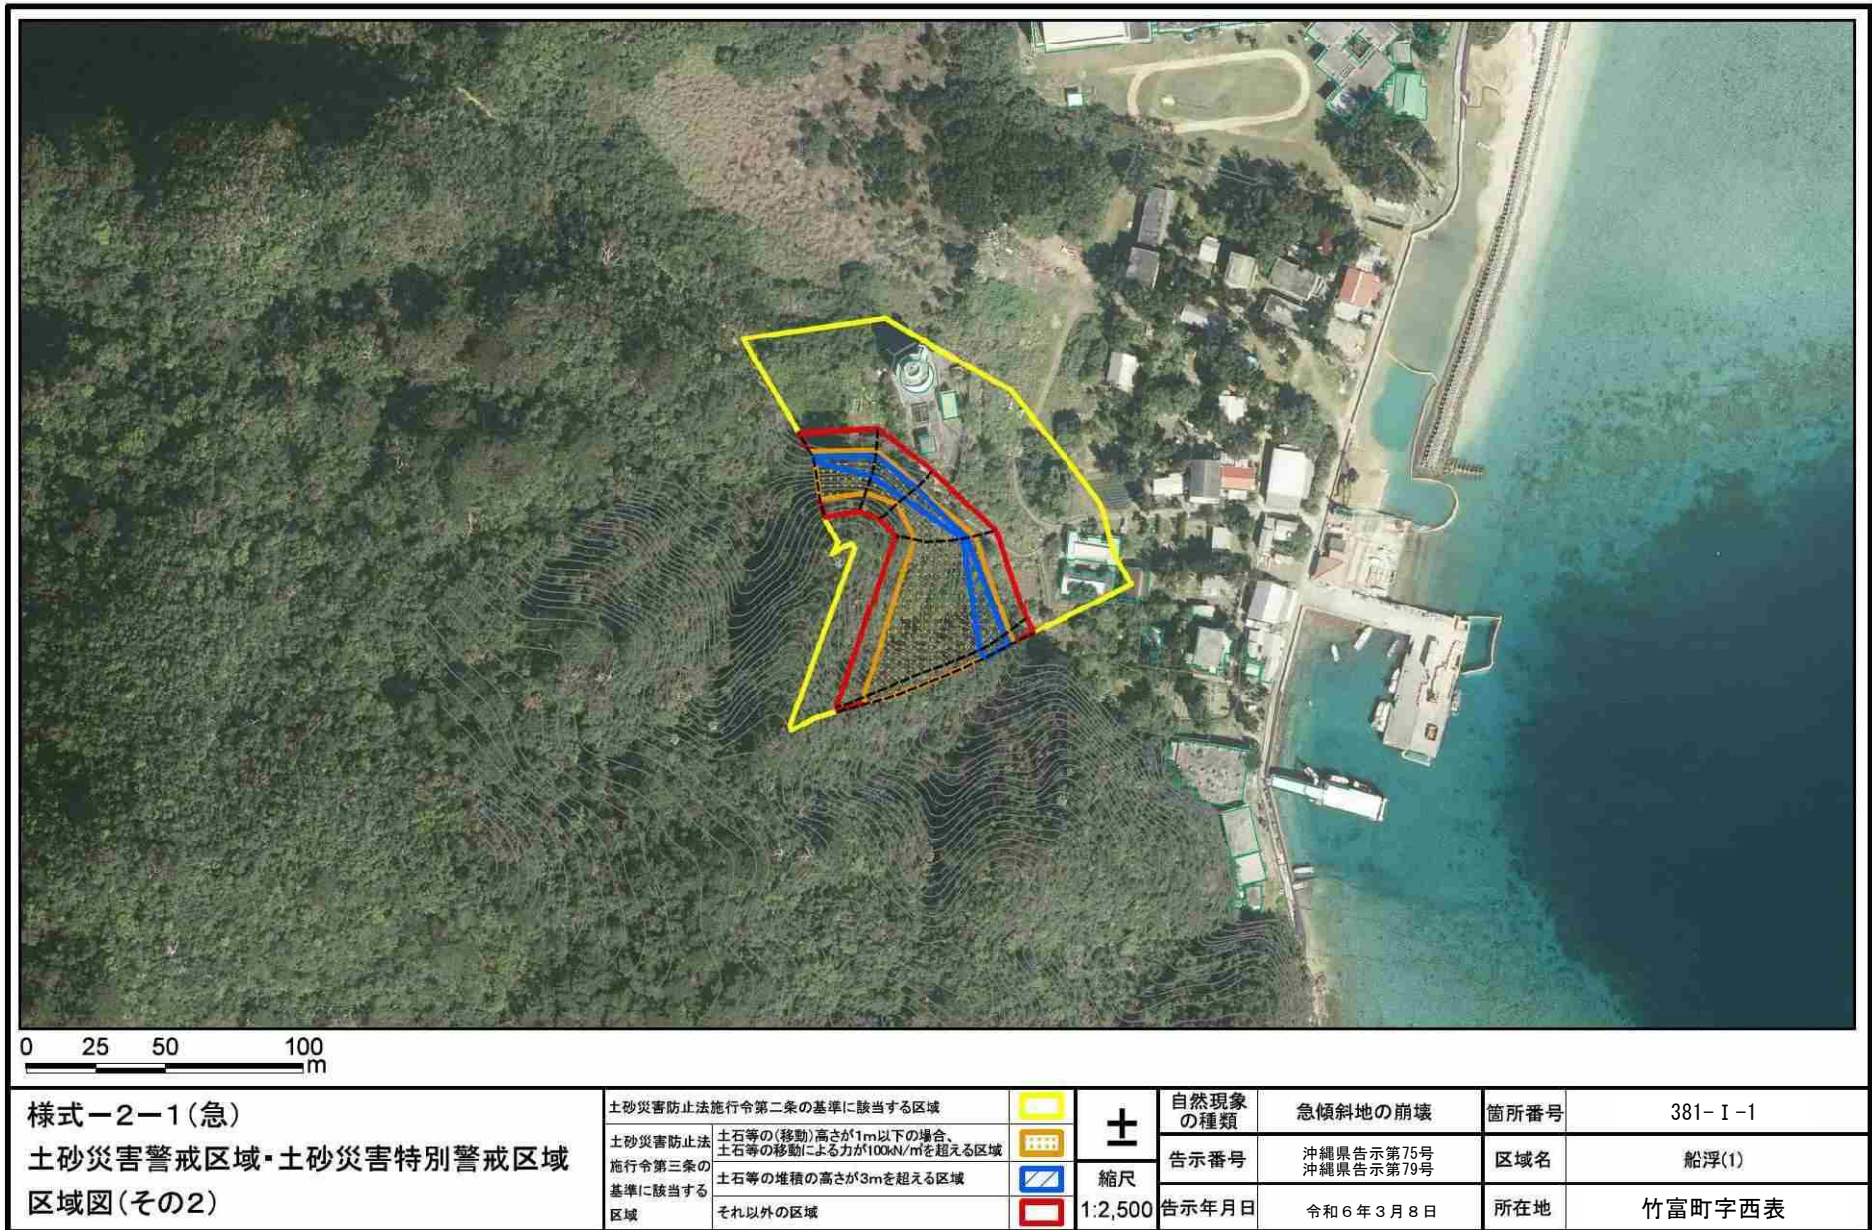 0 25 50 100
m
様式－2－1（急）
土砂災害警戒区域・土砂災害特別警戒区域
区域図（その2）
土砂災害防止法施行令第二条の基準に該当する区域
土砂災害防止法
施行令第三条の
基準に該当する
区域
土石等の（移動）高さが1m以下の場合、
土石等の移動による力が100kN/㎡を超える区域
土石等の堆積の高さが3mを超える区域
それ以外の区域
±
縮尺
1:2,500
自然現象
の種類
急傾斜地の崩壊
箇所番号
381-Ⅰ-1
告示番号
沖縄県告示第75号
沖縄県告示第79号
区域名
船浮(1)
告示年月日
令和6年3月8日
所在地
竹富町字西表